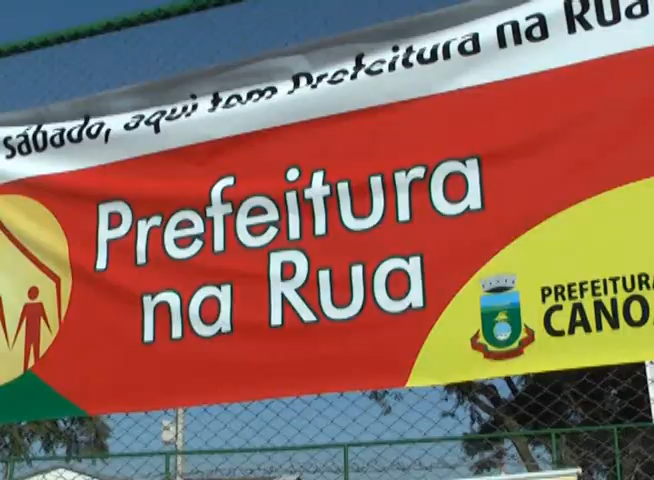 sábado, aqui tem Prefeitura na Rua
Prefeitura
na Rua
PREFEITURA
CANO